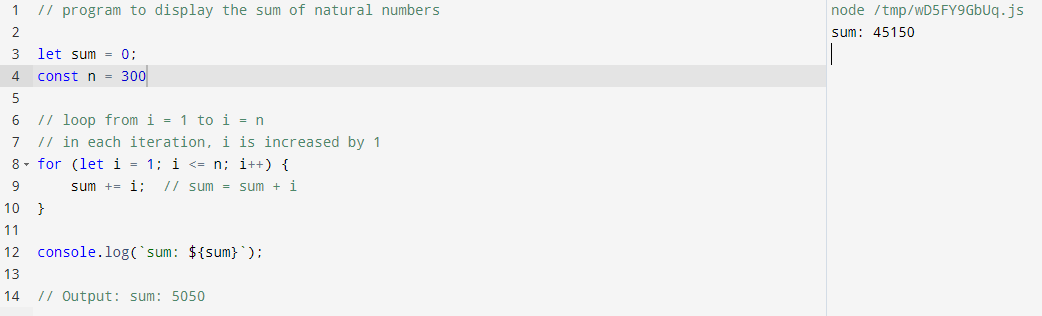 1 // program to display the sum of natural numbers
2
3 let sum = 0;
4 const n = 300
5
6 // loop from i = 1 to i = n
7 // in each iteration, i is increased by 1
8 for (let i = 1; i <= n; i++) {
9     sum += i;  // sum = sum + i
10 }
11
12 console.log(`sum: ${sum}`);
13
14 // Output: sum: 5050
node /tmp/wD5FY9GbUq.js
sum: 45150